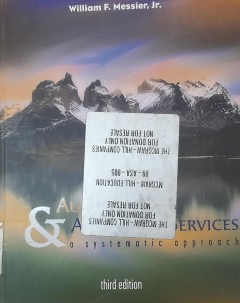 William F. Messier, Jr.
THE MCGRAW-HILL COMPANIES
FOR DONATION ONLY
NOT FOR RESALE
09 - ASA - 005
MCGRAW - HILL EDUCATION
NOT FOR RESALE
FOR DONATION ONLY
THE MCGRAW-HILL COMPANIES
&
SERVICES
a systematic approach
third edition